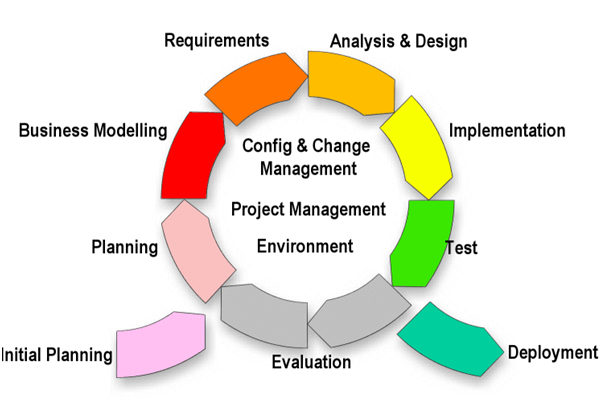 Requirements
Analysis & Design
Business Modelling
Implementation
Config & Change
Management
Project Management
Planning
Environment
Test
Initial Planning
Evaluation
Deployment